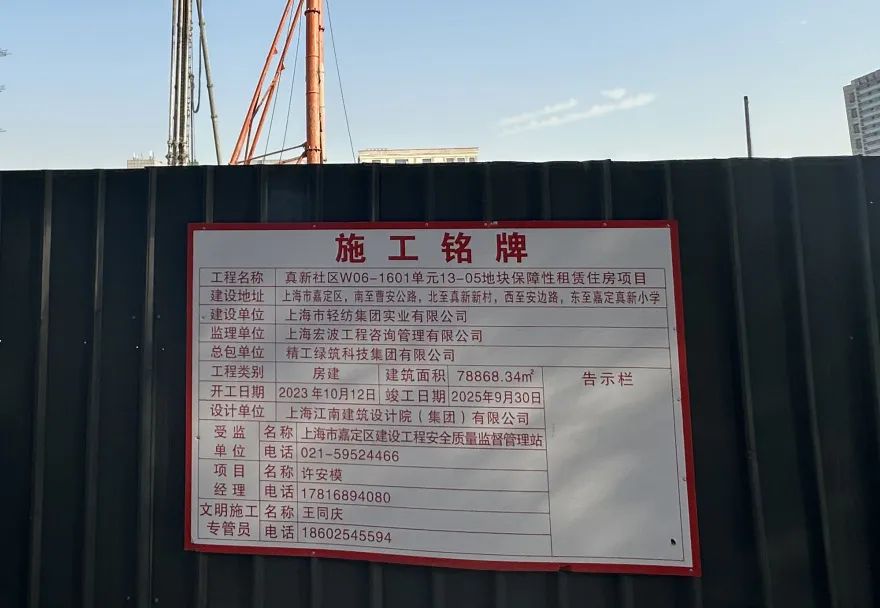 施工铭牌
工程名称 真新社区W06-1601单元13-05地块保障性租赁住房项目
建设地址 上海市嘉定区，南至曹安公路，北至真新新村，西至安边路，东至嘉定真新小学
建设单位 上海市轻纺集团实业有限公司
监理单位 上海宏波工程咨询管理有限公司
总包单位 精工绿筑科技集团有限公司
工程类别 房建 建筑面积 78868.34㎡ 告示栏
开工日期 2023年10月12日 竣工日期 2025年9月30日
设计单位 上海江南建筑设计院（集团）有限公司
受监 名称 上海市嘉定区建设工程安全质量监督管理站
单位 电话 021-59524466
项目 名称 许安模
经理 电话 17816894080
文明施工 名称 王同庆
专管员 电话 18602545594